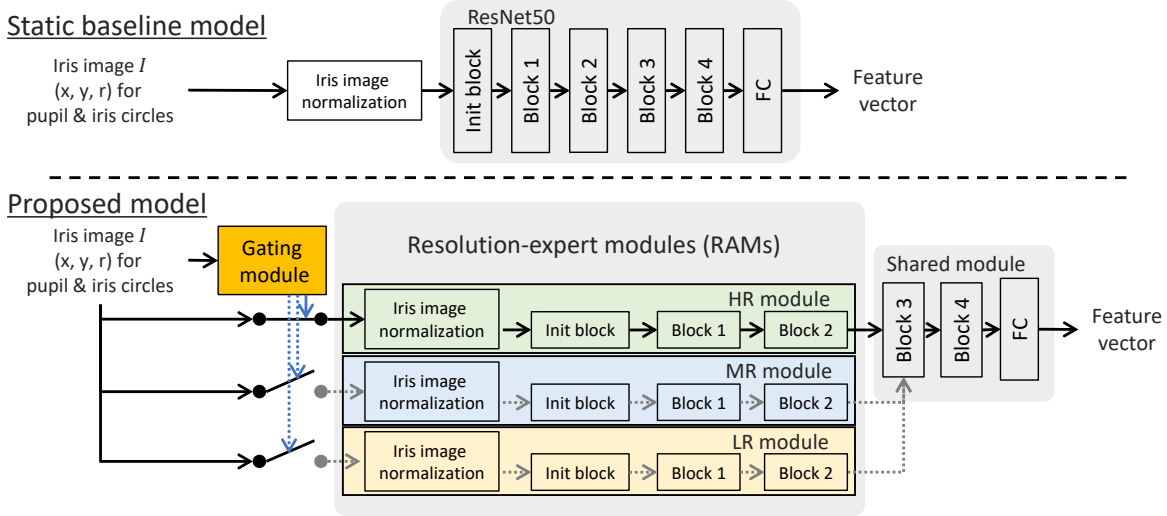 Static baseline model
Iris image I
(x, y, r) for
pupil & iris circles
Iris image
normalization
ResNet50
Init block
Block 1
Block 2
Block 3
Block 4
FC
Feature
vector
Proposed model
Iris image I
(x, y, r) for
pupil & iris circles
Gating
module
Resolution-expert modules (RAMs)
HR module
Iris image
normalization
Init block
Block 1
Block 2
MR module
Iris image
normalization
Init block
Block 1
Block 2
LR module
Iris image
normalization
Init block
Block 1
Block 2
Shared module
Block 3
Block 4
FC
Feature
vector